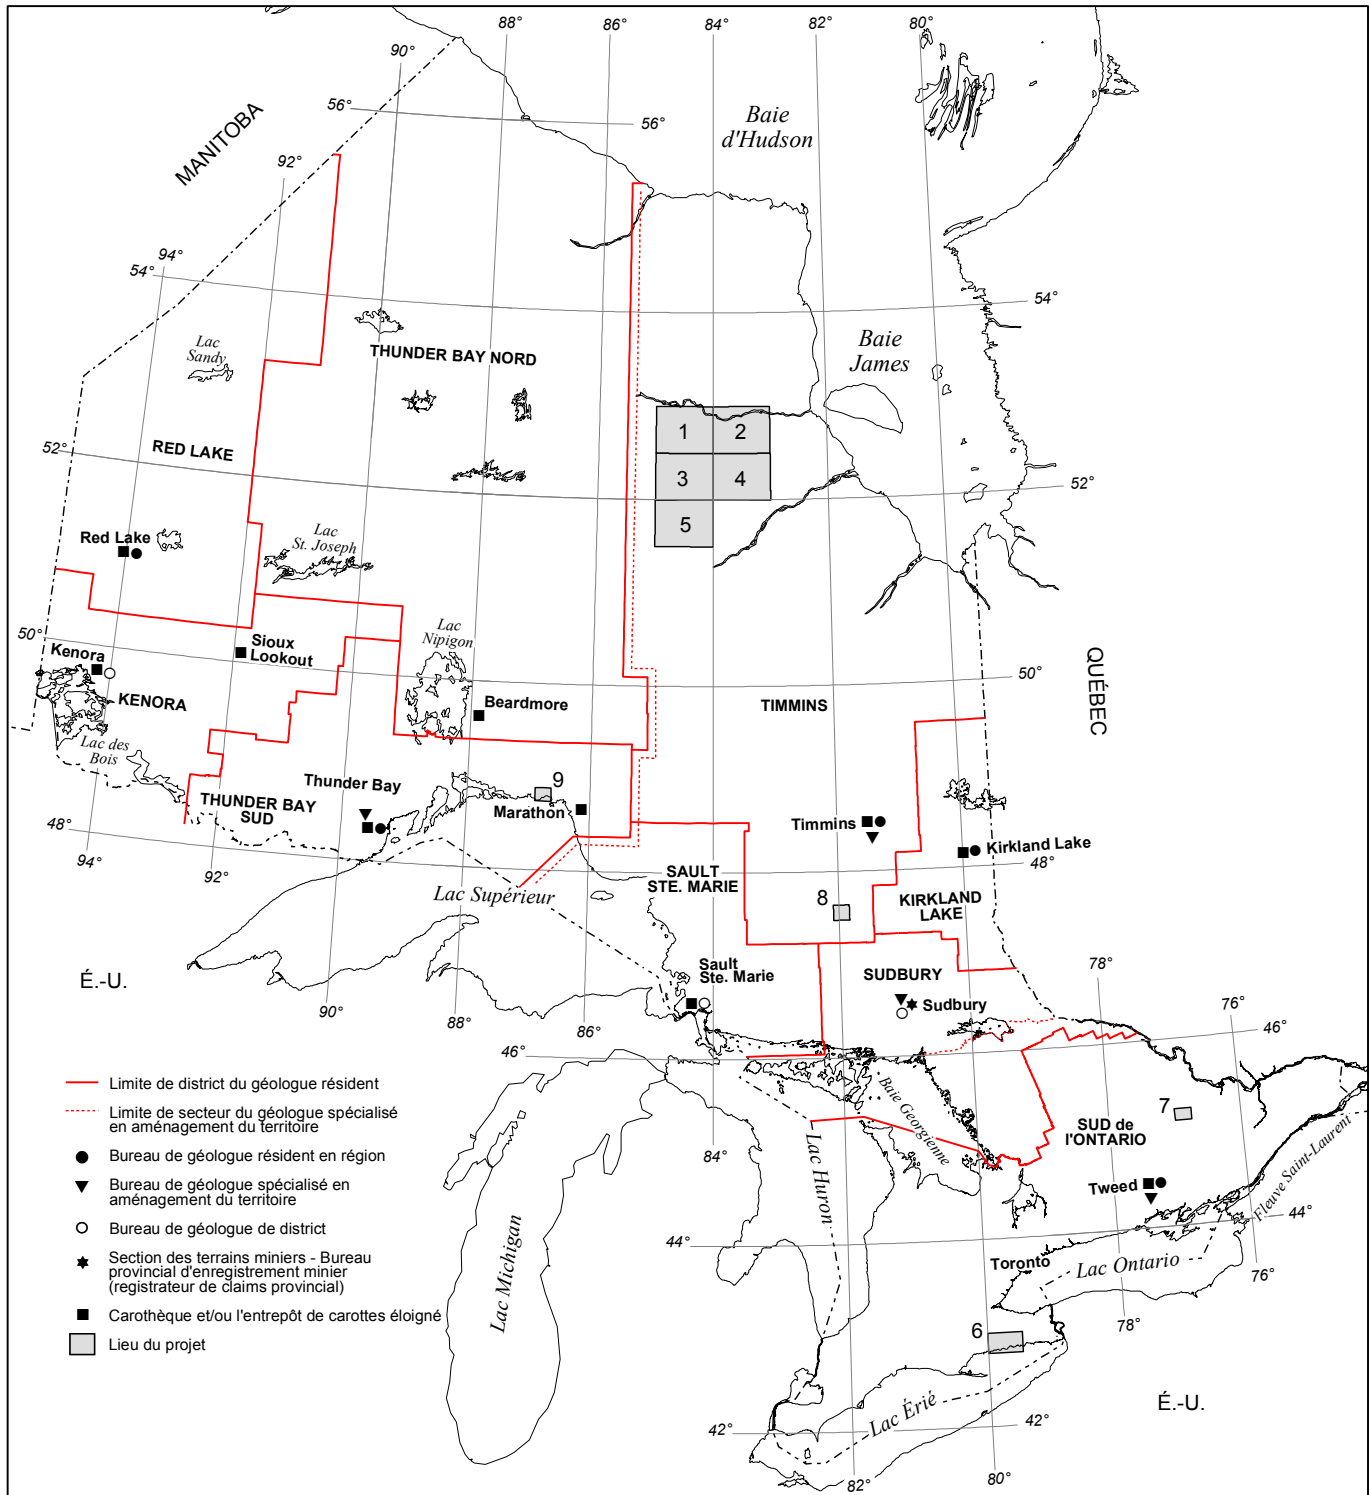 88°
86°
84°
82°
80°
90°
56°
56°
Baie
d'Hudson
MANITOBA
92°
94°
54°
54°
Lac
Sandy
THUNDER BAY NORD
Baie
James
1
2
52°
RED LAKE
3
4
52°
5
Red Lake
Lac
St. Joseph
50°
Kenora
Sioux
Lookout
Lac
Nipigon
50°
KENORA
Beardmore
TIMMINS
QUÉBEC
Lac des
Bois
Thunder Bay
9
THUNDER BAY
SUD
Marathon
Timmins
48°
Kirkland Lake
48°
94°
92°
SAULT
STE. MARIE
Lac Supérieur
8
KIRKLAND
LAKE
É.-U.
Sault
Ste. Marie
SUDBURY
78°
Sudbury
76°
90°
88°
86°
46°
46°
Limite de district du géologue résident
Limite de secteur du géologue spécialisé
en aménagement du territoire
Bureau de géologue résident en région
Bureau de géologue spécialisé en
aménagement du territoire
Bureau de géologue de district
Section des terrains miniers - Bureau
provincial d'enregistrement minier
(registrateur de claims provincial)
Carothèque et/ou l'entrepôt de carottes éloigné
Lieu du projet
Baie Georgienne
7
SUD de
l'ONTARIO
84°
Lac Huron
Tweed
Fleuve Saint-Laurent
44°
44°
Toronto
Lac Ontario
76°
Lac Michigan
78°
6
É.-U.
Lac Érié
42°
42°
82°
80°